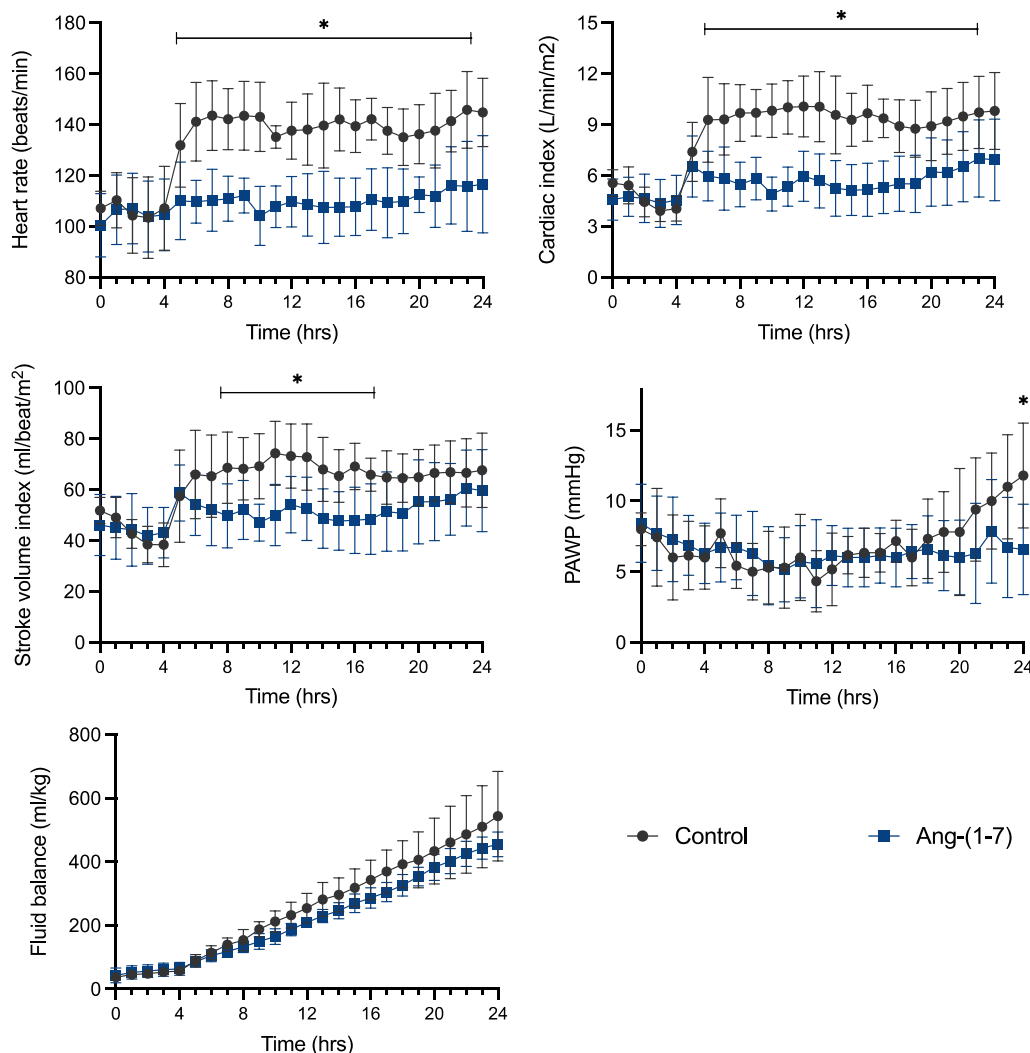 *
Heart rate (beats/min)
180
160
140
120
100
80
0 4 8 12 16 20 24
Time (hrs)
*
Cardiac index (L/min/m2)
15
12
9
6
3
0
0 4 8 12 16 20 24
Time (hrs)
*
Stroke volume index (ml/beat/m²)
100
80
60
40
20
0
0 4 8 12 16 20 24
Time (hrs)
*
PAWP (mmHg)
15
10
5
0
0 4 8 12 16 20 24
Time (hrs)
Fluid balance (ml/kg)
800
600
400
200
0
0 4 8 12 16 20 24
Time (hrs)
Control
Ang-(1-7)